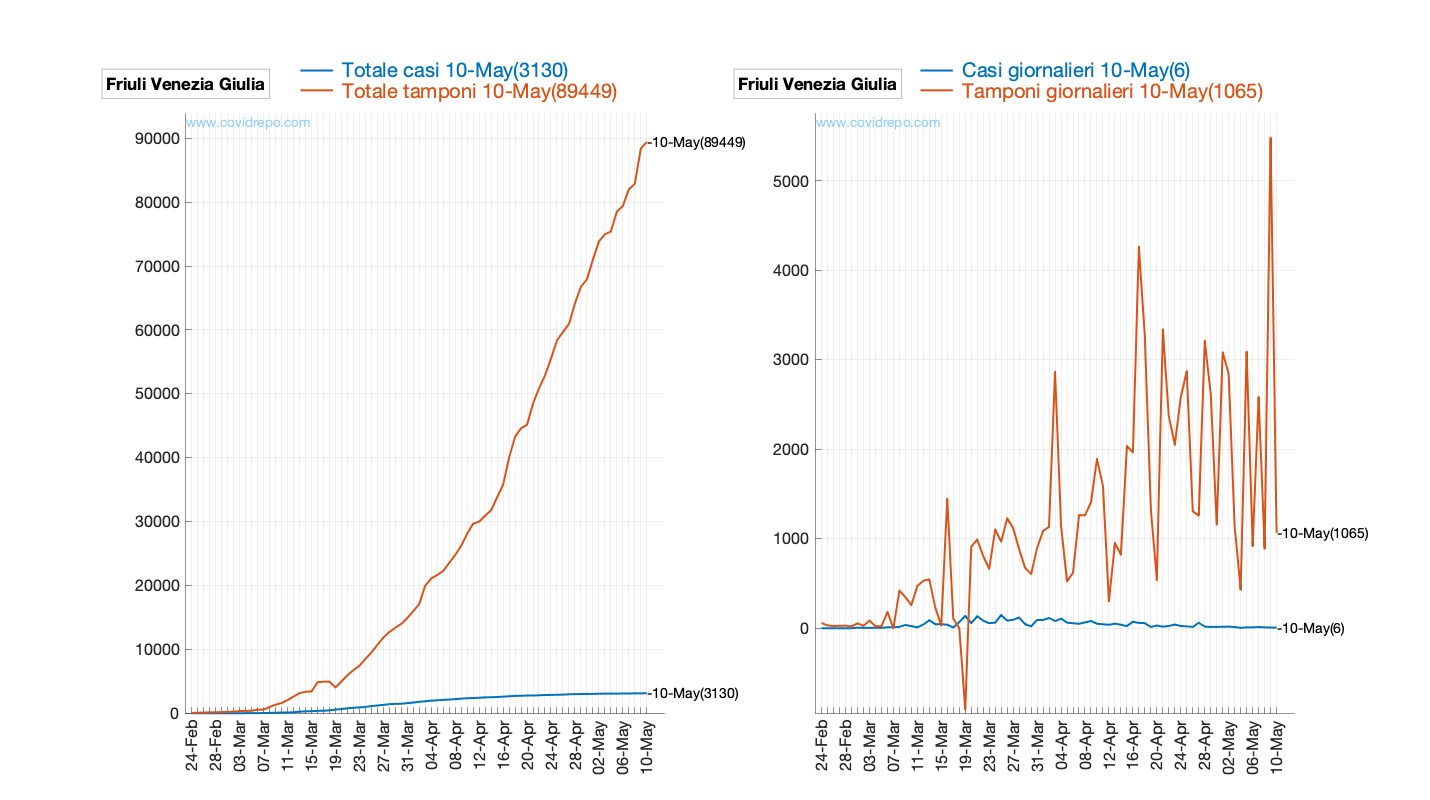 Friuli Venezia Giulia
Totale casi 10-May(3130)
Totale tamponi 10-May(89449)
www.covidrepo.com
90000
80000
70000
60000
50000
40000
30000
20000
10000
0
10-May(89449)
10-May(3130)
24-Feb
28-Feb
03-Mar
07-Mar
11-Mar
15-Mar
19-Mar
23-Mar
27-Mar
31-Mar
04-Apr
08-Apr
12-Apr
16-Apr
20-Apr
24-Apr
28-Apr
02-May
06-May
10-May
Friuli Venezia Giulia
Casi giornalieri 10-May(6)
Tamponi giornalieri 10-May(1065)
www.covidrepo.com
5000
4000
3000
2000
1000
0
10-May(1065)
10-May(6)
24-Feb
28-Feb
03-Mar
07-Mar
11-Mar
15-Mar
19-Mar
23-Mar
27-Mar
31-Mar
04-Apr
08-Apr
12-Apr
16-Apr
20-Apr
24-Apr
28-Apr
02-May
06-May
10-May